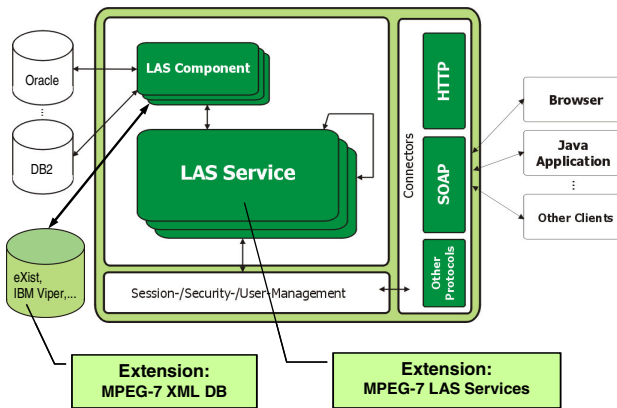 Oracle
...
DB2
eXist,
IBM Viper,...
LAS Component
LAS Service
Session-/Security-/User-Management
Connectors
HTTP
SOAP
Other
Protocols
Browser
Java
Application
...
Other Clients
Extension:
MPEG-7 XML DB
Extension:
MPEG-7 LAS Services